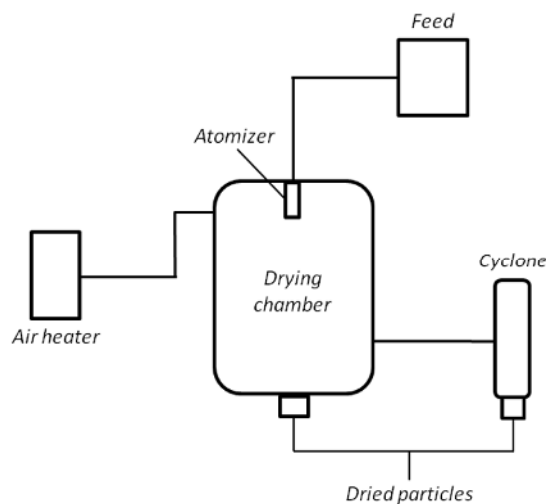 Feed
Atomizer
Drying
chamber
Cyclone
Air heater
Dried particles